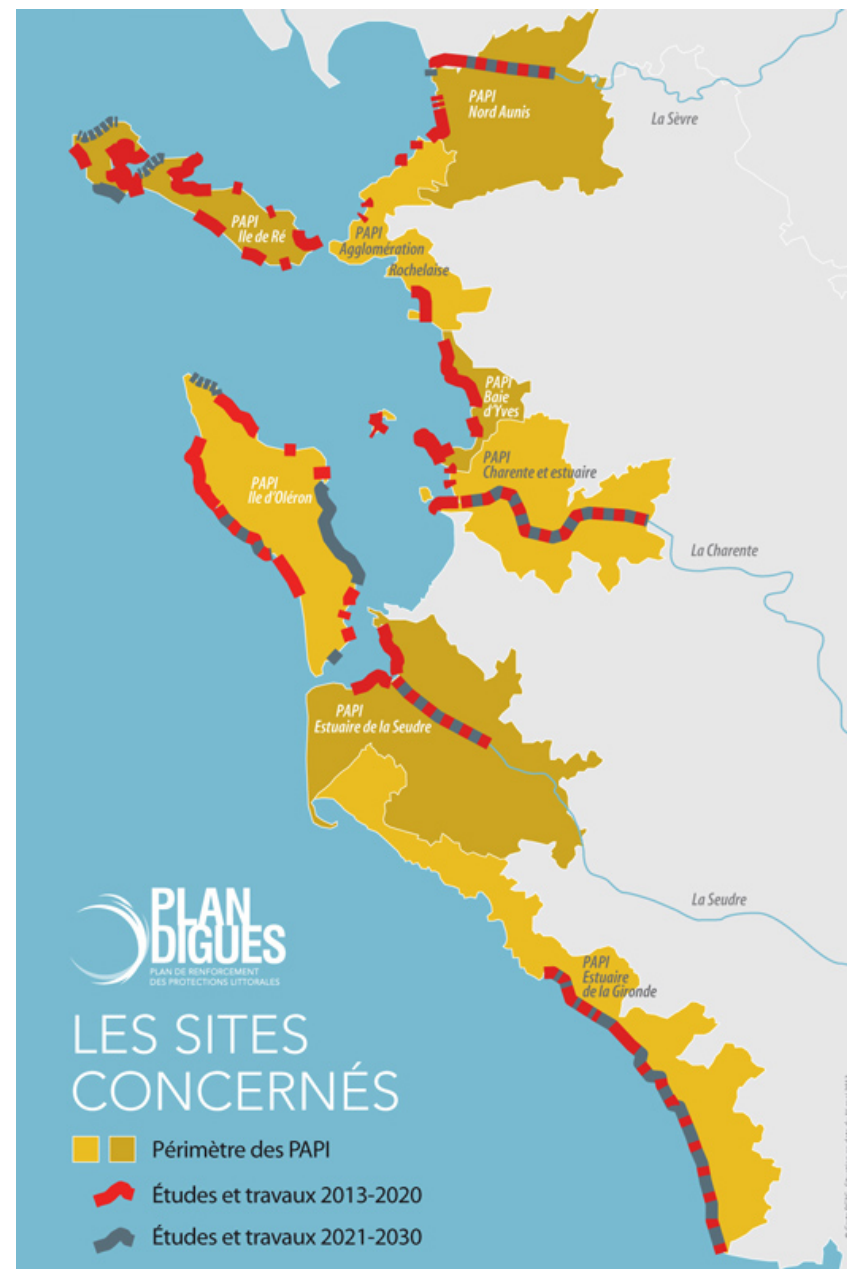 PAPI
Nord Aunis
La Sèvre
PAPI
Ile de Ré
PAPI
Agglomération
Rochelaise
PAPI
Baie
d'Yves
PAPI
Charente et estuaire
PAPI
Ile d'Oléron
La Charente
PAPI
Estuaire de la Seudre
La Seudre
PAPI
Estuaire
de la Gironde
PLAN
DIGUES
PLAN DE RENFORCEMENT
DES PROTECTIONS LITTORALES
LES SITES
CONCERNÉS
Périmètre des PAPI
Études et travaux 2013-2020
Études et travaux 2021-2030